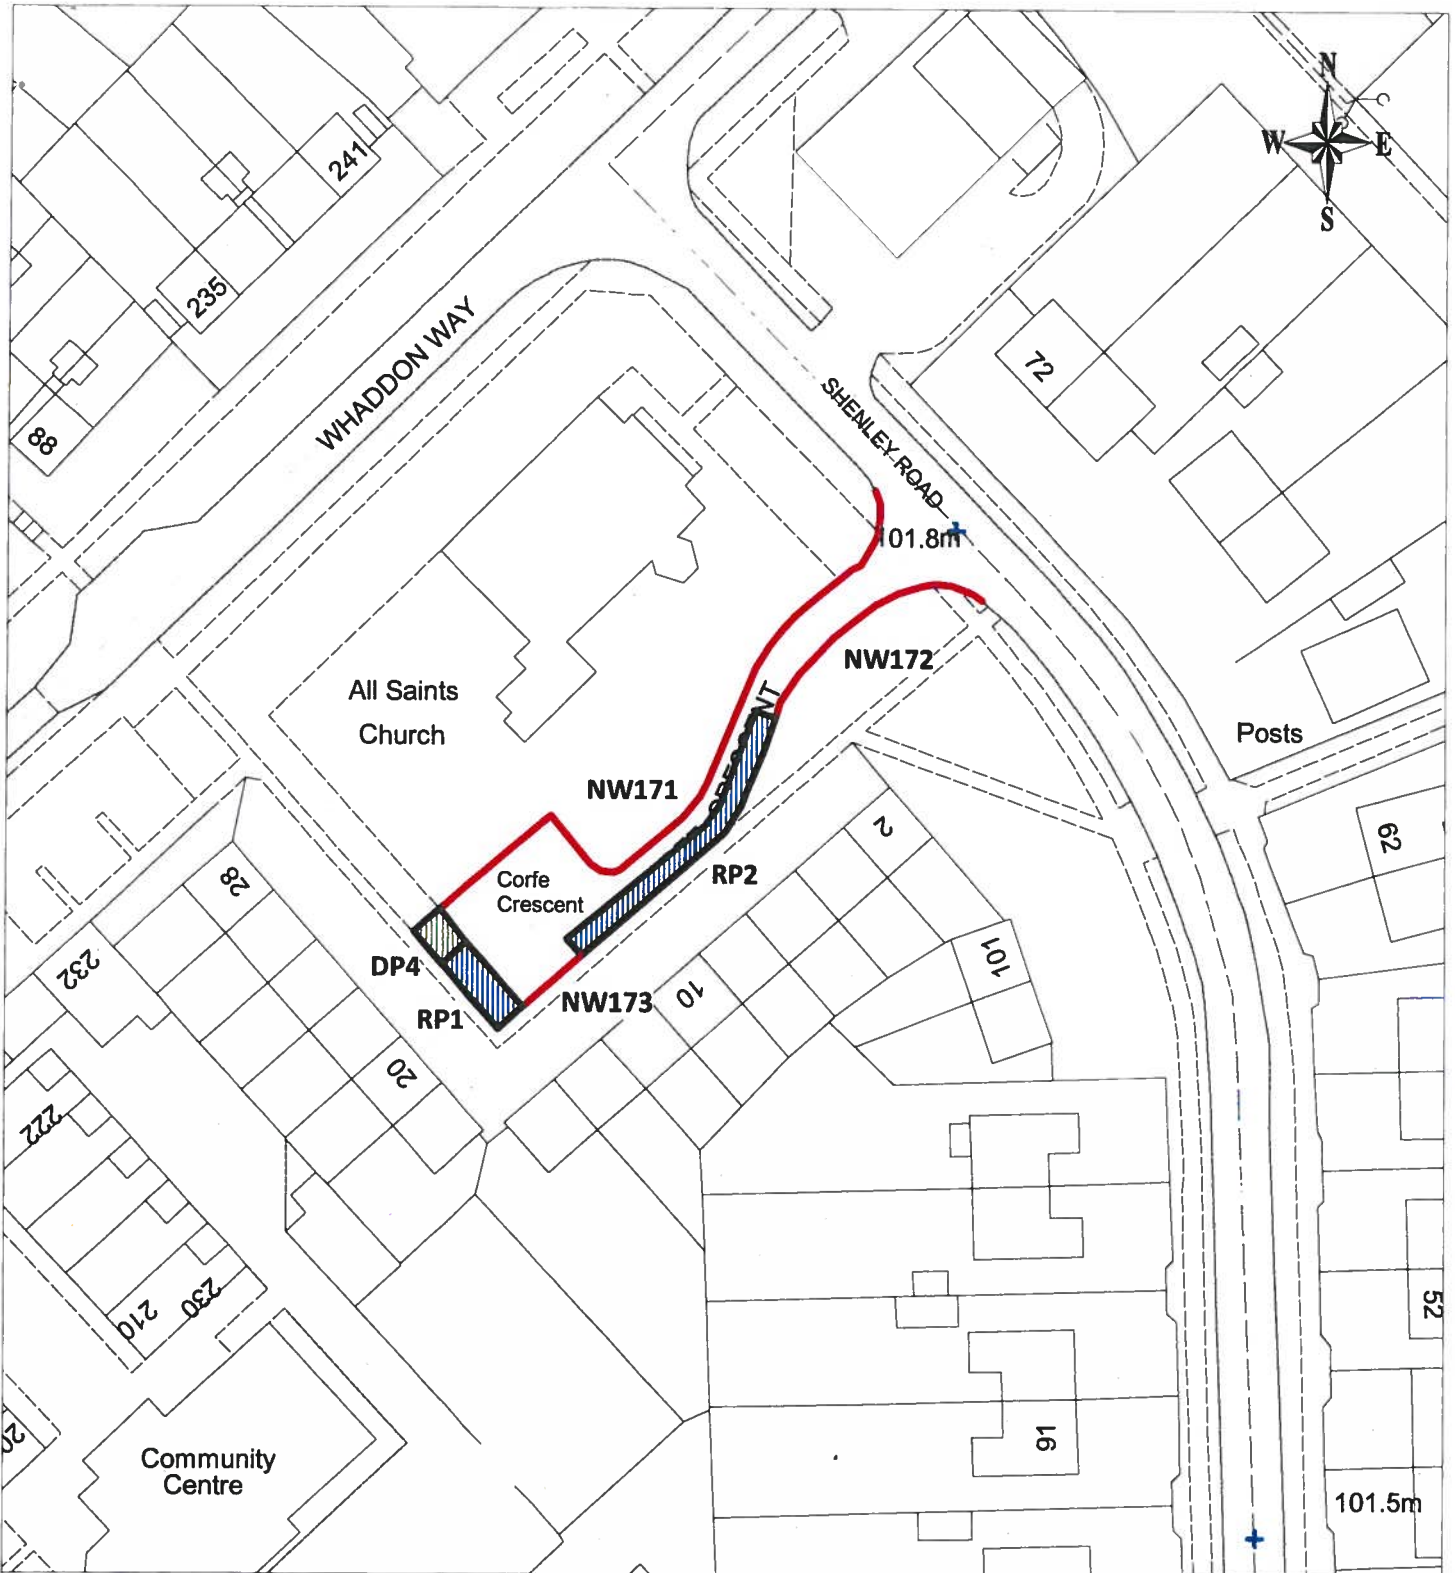 N
W
E
S
241
235
88
WHADDON WAY
72
SHENLEY ROAD
101.8m
NW172
All Saints
Church
Posts
NW171
62
2
RP2
Corfe
Crescent
28
101
DP4
232
10
NW173
RP1
20
222
52
210
230
91
20
Community
Centre
101.5m